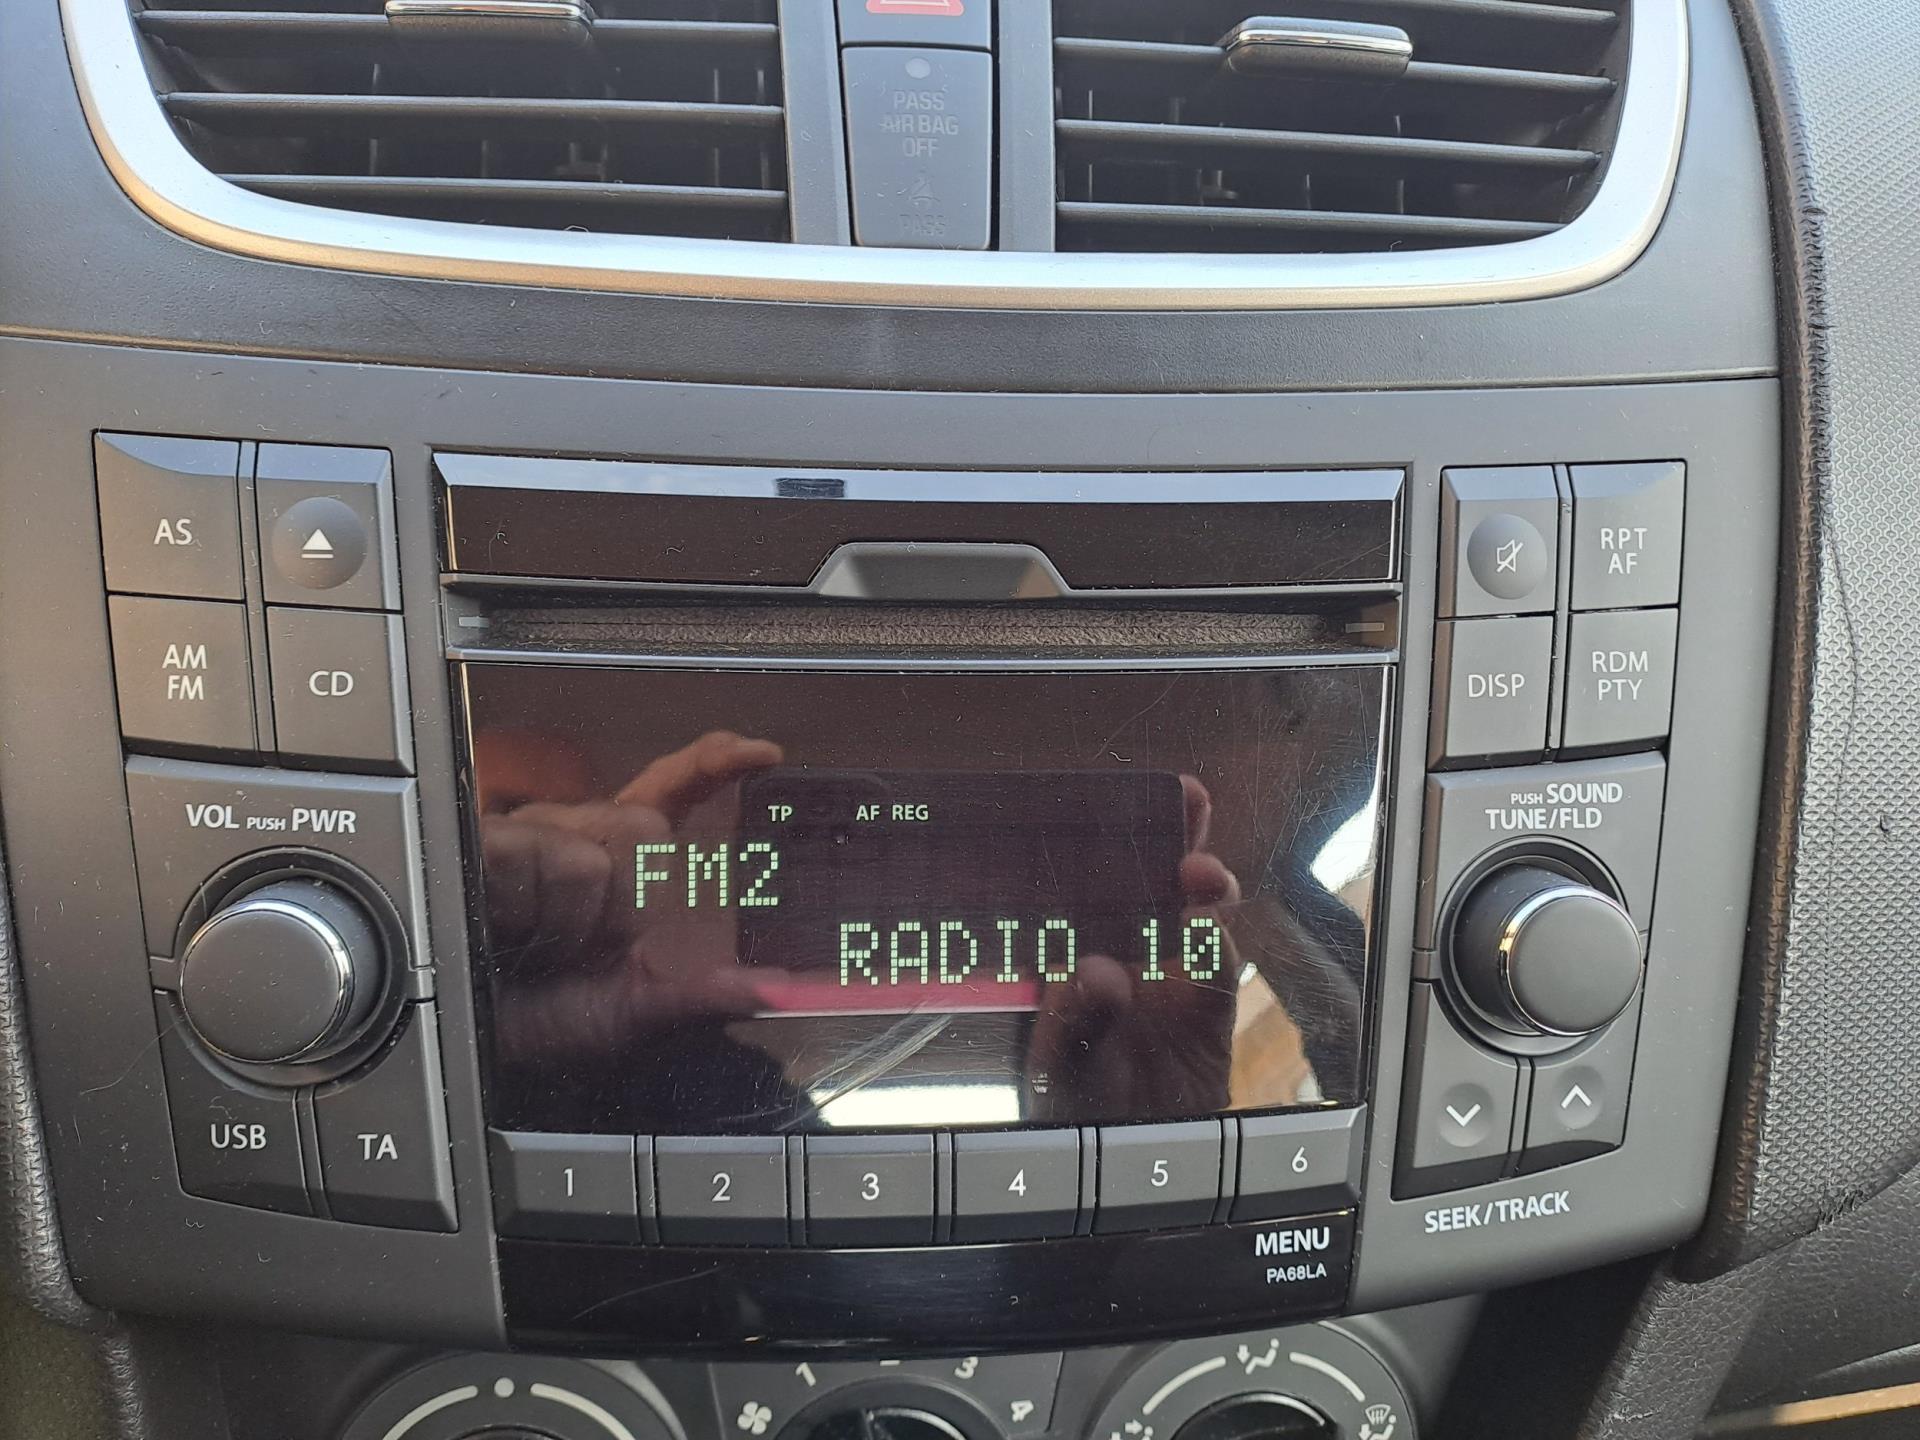 PASS
AIR BAG
OFF
PASS
AS
RPT
AF
AM
FM
CD
DISP
RDM
PTY
VOL PUSH PWR
PUSH SOUND
TUNE/FLD
TP AF REG
FM2
RADIO 10
USB
TA
1 2 3 4 5 6
SEEK/TRACK
MENU
PA68LA
1 3 4